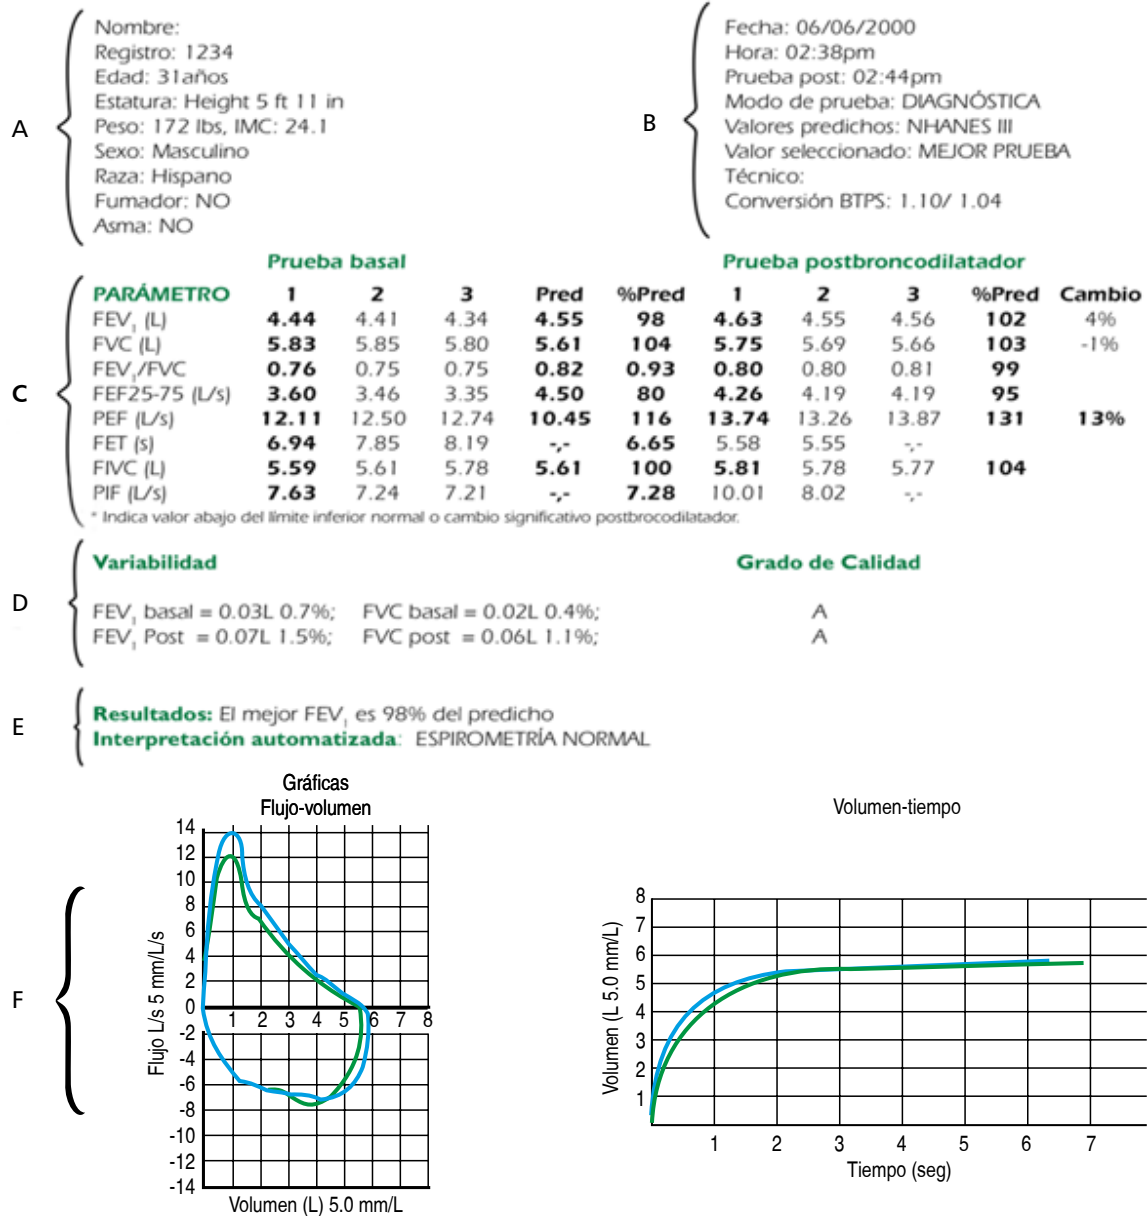 A
Nombre:
Registro: 1234
Edad: 31años
Estatura: Height 5 ft 11 in
Peso: 172 lbs, IMC: 24.1
Sexo: Masculino
Raza: Hispano
Fumador: NO
Asma: NO
B
Fecha: 06/06/2000
Hora: 02:38pm
Prueba post: 02:44pm
Modo de prueba: DIAGNÓSTICA
Valores predichos: NHANES III
Valor seleccionado: MEJOR PRUEBA
Técnico:
Conversión BTPS: 1.10/ 1.04
C
Prueba basal Prueba postbroncodilatador
PARÁMETRO 1 2 3 Pred %Pred 1 2 3 %Pred Cambio
FEV₁ (L) 4.44 4.41 4.34 4.55 98 4.63 4.55 4.56 102 4%
FVC (L) 5.83 5.85 5.80 5.61 104 5.75 5.69 5.66 103 -1%
FEV₁/FVC 0.76 0.75 0.75 0.82 0.93 0.80 0.80 0.81 99
FEF25-75 (L/s) 3.60 3.46 3.35 4.50 80 4.26 4.19 4.19 95
PEF (L/s) 12.11 12.50 12.74 10.45 116 13.74 13.26 13.87 131 13%
FET (s) 6.94 7.85 8.19 -,- 6.65 5.58 5.55 -,-
FIVC (L) 5.59 5.61 5.78 5.61 100 5.81 5.78 5.77 104
PIF (L/s) 7.63 7.24 7.21 -,- 7.28 10.01 8.02 -,-
* Indica valor abajo del límite inferior normal o cambio significativo postbrocodilatador.
D
Variabilidad Grado de Calidad
FEV₁ basal = 0.03L 0.7%; FVC basal = 0.02L 0.4%; A
FEV₁ Post = 0.07L 1.5%; FVC post = 0.06L 1.1%; A
E
Resultados: El mejor FEV₁ es 98% del predicho
Interpretación automatizada: ESPIROMETRÍA NORMAL
F
Gráficas
Flujo-volumen
14
12
10
8
6
4
2
0
-2
-4
-6
-8
-10
-12
-14
1 2 3 4 5 6 7 8
Flujo L/s 5 mm/L/s
Volumen (L) 5.0 mm/L
Volumen-tiempo
8
7
6
5
4
3
2
1
1 2 3 4 5 6 7
Volumen (L 5.0 mm/L)
Tiempo (seg)